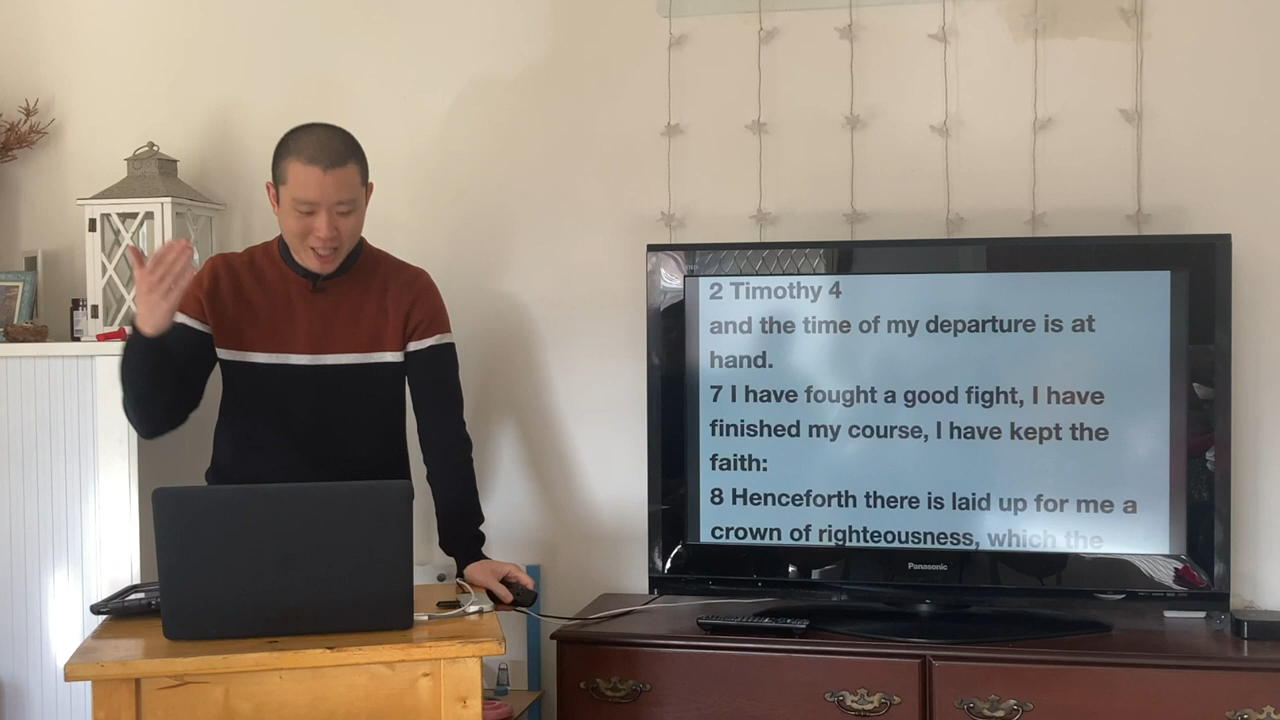 2 Timothy 4
and the time of my departure is at
hand.
7 I have fought a good fight, I have
finished my course, I have kept the
faith:
8 Henceforth there is laid up for me a
crown of righteousness, which the
Panasonic